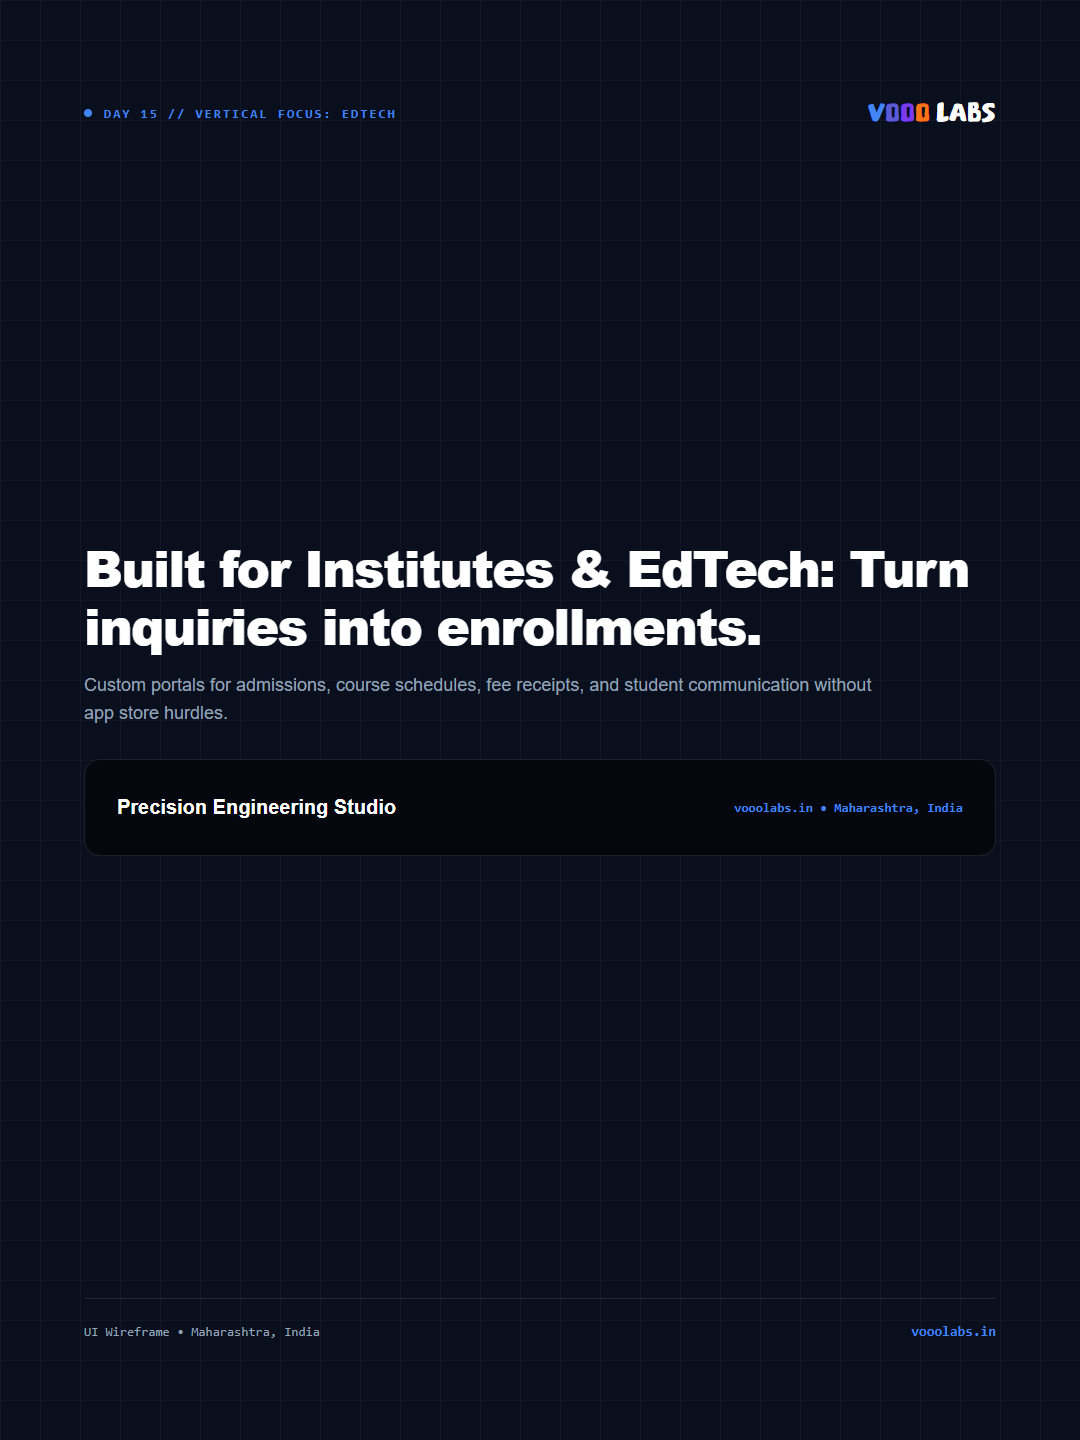 DAY 15 // VERTICAL FOCUS: EDTECH
VOOO LABS
Built for Institutes & EdTech: Turn
inquiries into enrollments.
Custom portals for admissions, course schedules, fee receipts, and student communication without
app store hurdles.
Precision Engineering Studio
vooolabs.in • Maharashtra, India
UI Wireframe • Maharashtra, India
vooolabs.in